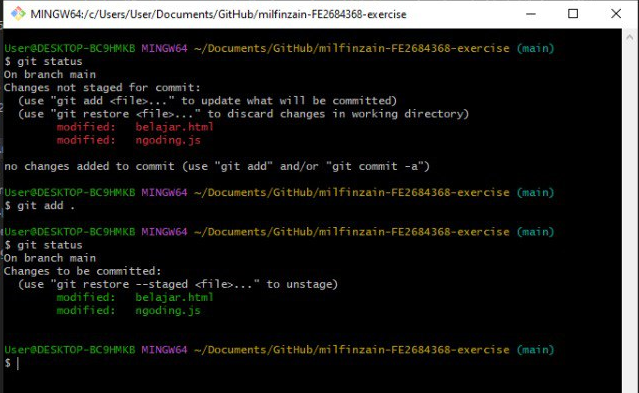 MINGW64:/c/Users/User/Documents/GitHub/milfinzain-FE2684368-exercise
User@DESKTOP-BC9HMKB MINGW64 ~/Documents/GitHub/milfinzain-FE2684368-exercise (main)
$ git status
On branch main
Changes not staged for commit:
  (use "git add <file>..." to update what will be committed)
  (use "git restore <file>..." to discard changes in working directory)
        modified:   belajar.html
        modified:   ngoding.js
no changes added to commit (use "git add" and/or "git commit -a")
User@DESKTOP-BC9HMKB MINGW64 ~/Documents/GitHub/milfinzain-FE2684368-exercise (main)
$ git add .
User@DESKTOP-BC9HMKB MINGW64 ~/Documents/GitHub/milfinzain-FE2684368-exercise (main)
$ git status
On branch main
Changes to be committed:
  (use "git restore --staged <file>..." to unstage)
        modified:   belajar.html
        modified:   ngoding.js
User@DESKTOP-BC9HMKB MINGW64 ~/Documents/GitHub/milfinzain-FE2684368-exercise (main)
$